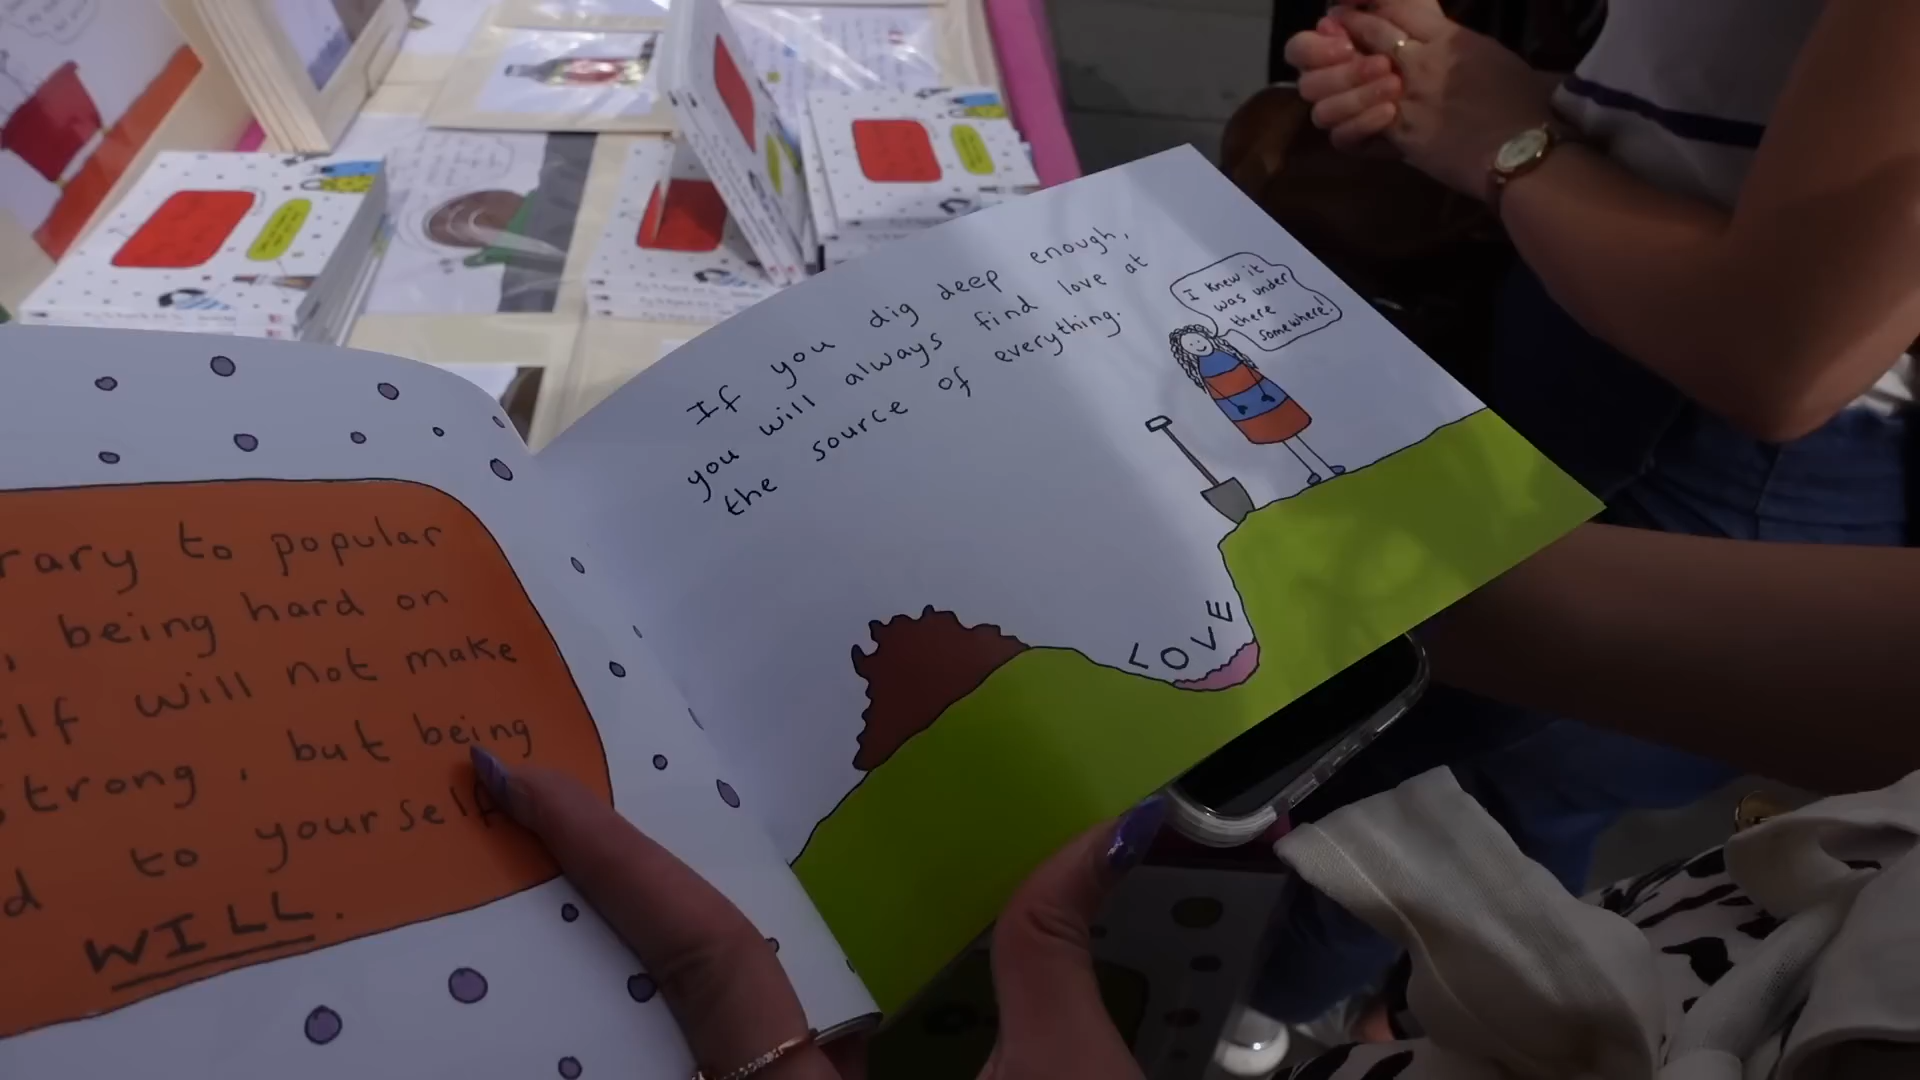 rary to popular
, being hard on
elf will not make
strong, but being
d to yourself
WILL.
If you dig deep enough,
you will always find love at
the source of everything.
I knew it
was under
there
somewhere!
LOVE